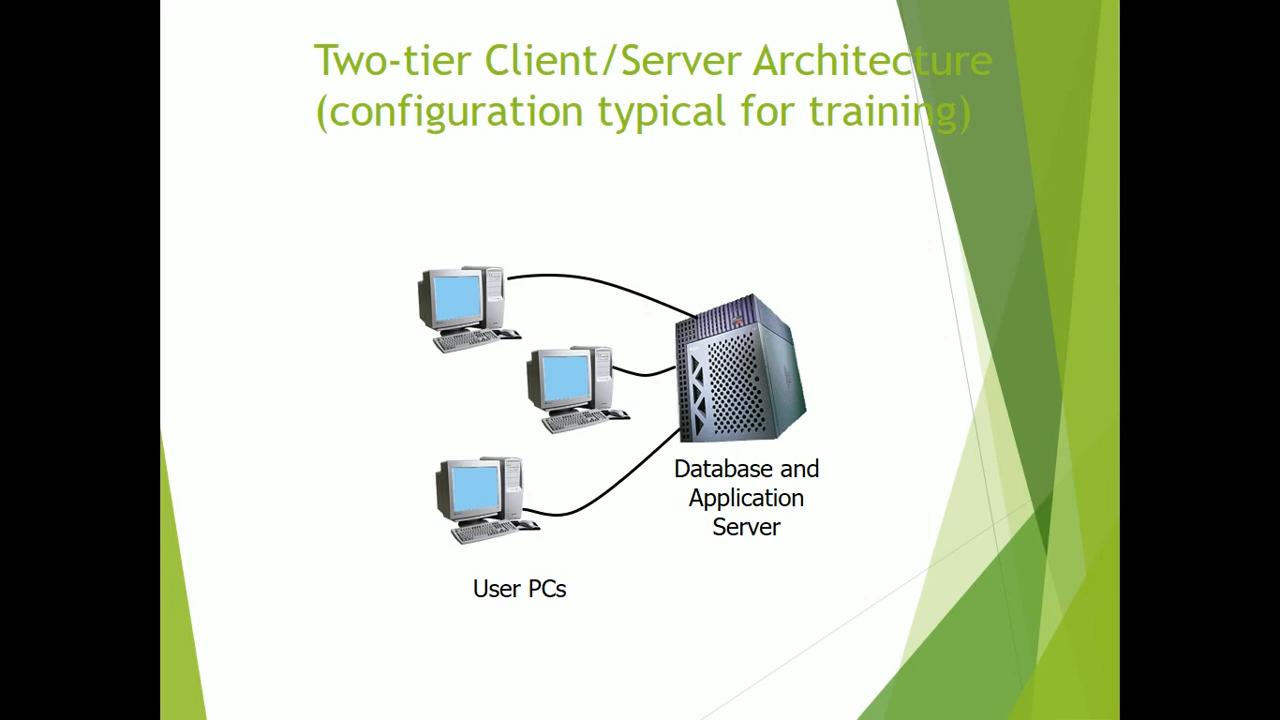 Two-tier Client/Server Architecture
(configuration typical for training)
Database and
Application
Server
User PCs